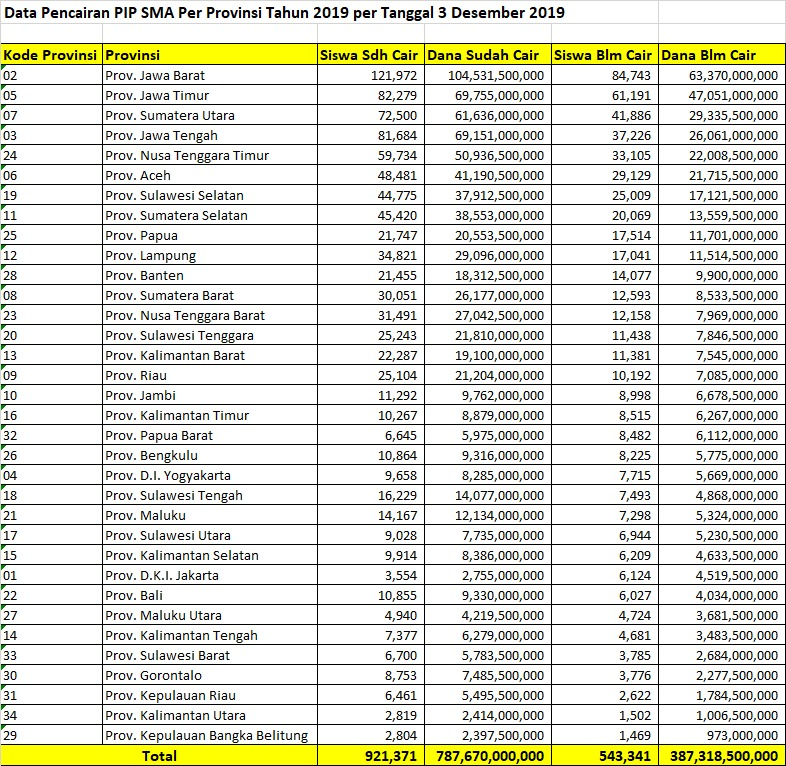 Data Pencairan PIP SMA Per Provinsi Tahun 2019 per Tanggal 3 Desember 2019
Kode Provinsi Provinsi Siswa Sdh Cair Dana Sudah Cair Siswa Blm Cair Dana Blm Cair
02 Prov. Jawa Barat 121,972 104,531,500,000 84,743 63,370,000,000
05 Prov. Jawa Timur 82,279 69,755,000,000 61,191 47,051,000,000
07 Prov. Sumatera Utara 72,500 61,636,000,000 41,886 29,335,500,000
03 Prov. Jawa Tengah 81,684 69,151,000,000 37,226 26,061,000,000
24 Prov. Nusa Tenggara Timur 59,734 50,936,500,000 33,105 22,008,500,000
06 Prov. Aceh 48,481 41,190,500,000 29,129 21,715,500,000
19 Prov. Sulawesi Selatan 44,775 37,912,500,000 25,009 17,121,500,000
11 Prov. Sumatera Selatan 45,420 38,553,000,000 20,069 13,559,500,000
25 Prov. Papua 21,747 20,553,500,000 17,514 11,701,000,000
12 Prov. Lampung 34,821 29,096,000,000 17,041 11,514,500,000
28 Prov. Banten 21,455 18,312,500,000 14,077 9,900,000,000
08 Prov. Sumatera Barat 30,051 26,177,000,000 12,593 8,533,500,000
23 Prov. Nusa Tenggara Barat 31,491 27,042,500,000 12,158 7,969,000,000
20 Prov. Sulawesi Tenggara 25,243 21,810,000,000 11,438 7,846,500,000
13 Prov. Kalimantan Barat 22,287 19,100,000,000 11,381 7,545,000,000
09 Prov. Riau 25,104 21,204,000,000 10,192 7,085,000,000
10 Prov. Jambi 11,292 9,762,000,000 8,998 6,678,500,000
16 Prov. Kalimantan Timur 10,267 8,879,000,000 8,515 6,267,000,000
32 Prov. Papua Barat 6,645 5,975,000,000 8,482 6,112,000,000
26 Prov. Bengkulu 10,864 9,316,000,000 8,225 5,775,000,000
04 Prov. D.I. Yogyakarta 9,658 8,285,000,000 7,715 5,669,000,000
18 Prov. Sulawesi Tengah 16,229 14,077,000,000 7,493 4,868,000,000
21 Prov. Maluku 14,167 12,134,000,000 7,298 5,324,000,000
17 Prov. Sulawesi Utara 9,028 7,735,000,000 6,944 5,230,500,000
15 Prov. Kalimantan Selatan 9,914 8,386,000,000 6,209 4,633,500,000
01 Prov. D.K.I. Jakarta 3,554 2,755,000,000 6,124 4,519,500,000
22 Prov. Bali 10,855 9,330,000,000 6,027 4,034,000,000
27 Prov. Maluku Utara 4,940 4,219,500,000 4,724 3,681,500,000
14 Prov. Kalimantan Tengah 7,377 6,279,000,000 4,681 3,483,500,000
33 Prov. Sulawesi Barat 6,700 5,783,500,000 3,785 2,684,000,000
30 Prov. Gorontalo 8,753 7,485,500,000 3,776 2,277,500,000
31 Prov. Kepulauan Riau 6,461 5,495,500,000 2,622 1,784,500,000
34 Prov. Kalimantan Utara 2,819 2,414,000,000 1,502 1,006,500,000
29 Prov. Kepulauan Bangka Belitung 2,804 2,397,500,000 1,469 973,000,000
Total 921,371 787,670,000,000 543,341 387,318,500,000